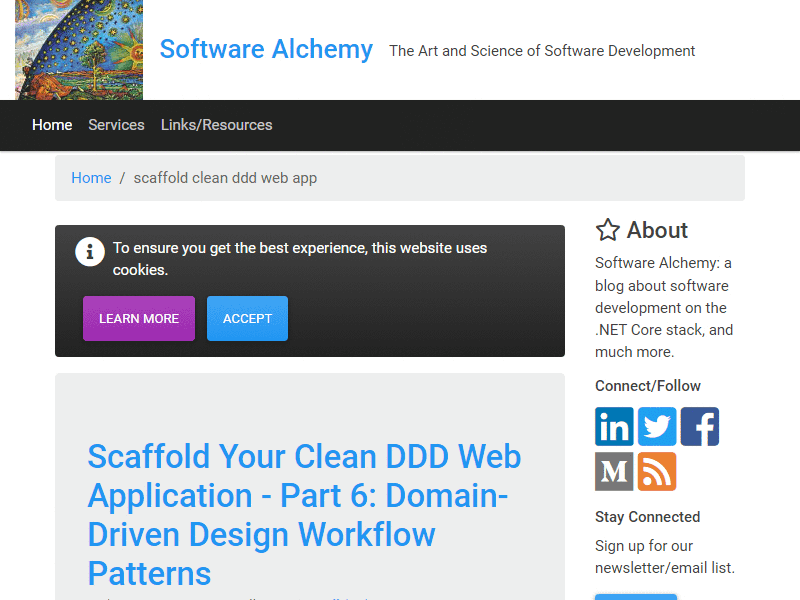 Software Alchemy The Art and Science of Software Development
Home Services Links/Resources
Home / scaffold clean ddd web app
To ensure you get the best experience, this website uses
cookies.
LEARN MORE ACCEPT
Scaffold Your Clean DDD Web
Application - Part 6: Domain-
Driven Design Workflow
Patterns
About
Software Alchemy: a
blog about software
development on the
.NET Core stack, and
much more.
Connect/Follow
in
f
M
Stay Connected
Sign up for our
newsletter/email list.